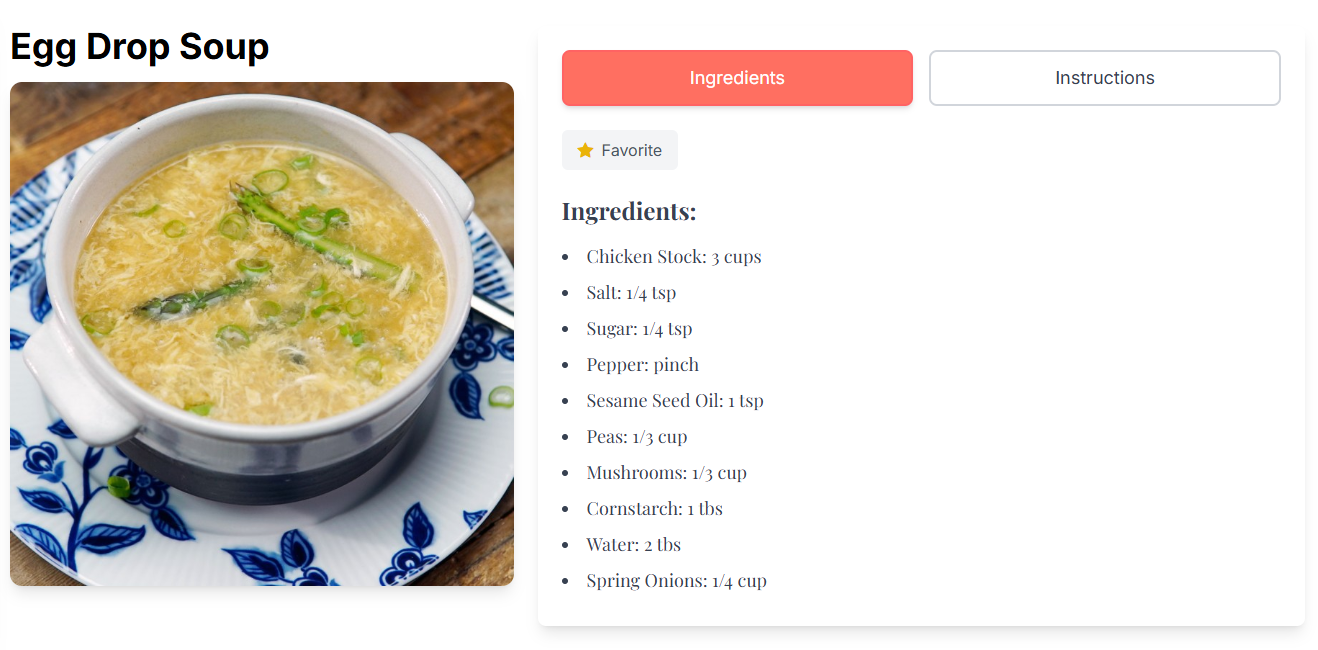 Egg Drop Soup
Ingredients
Instructions
Favorite
Ingredients:
Chicken Stock: 3 cups
Salt: 1/4 tsp
Sugar: 1/4 tsp
Pepper: pinch
Sesame Seed Oil: 1 tsp
Peas: 1/3 cup
Mushrooms: 1/3 cup
Cornstarch: 1 tbs
Water: 2 tbs
Spring Onions: 1/4 cup